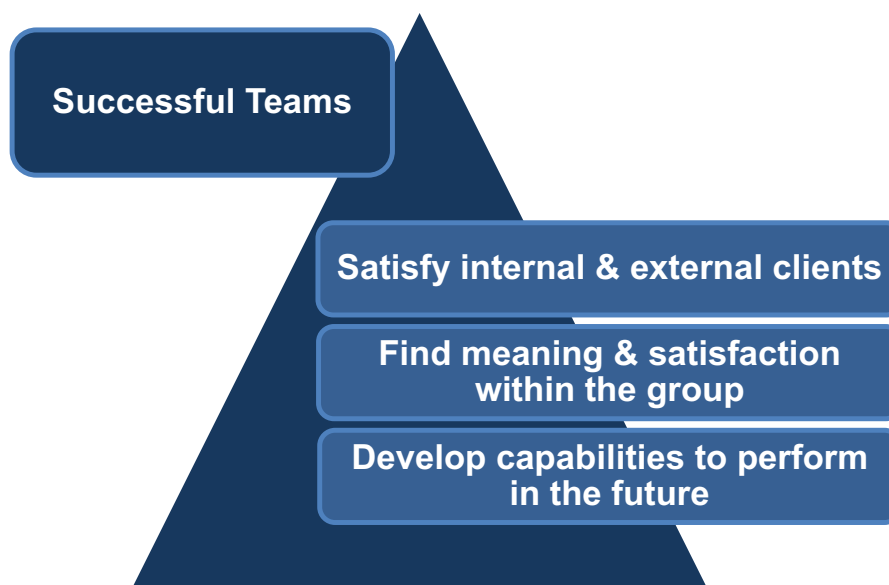 Successful Teams
Satisfy internal & external clients
Find meaning & satisfaction
within the group
Develop capabilities to perform
in the future